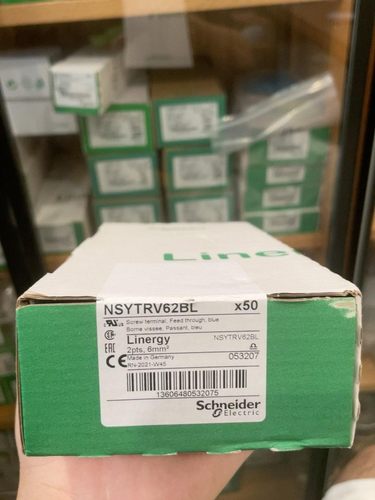 Line
NSYTRV62BL x50
Screw terminal, Feed through, blue
Borne vissee, Passant, bleu
Linergy NSYTRV62BL
2pts, 6mm²
Made in Germany 053207
RN-2021-W45
13606480532075
Schneider
Electric